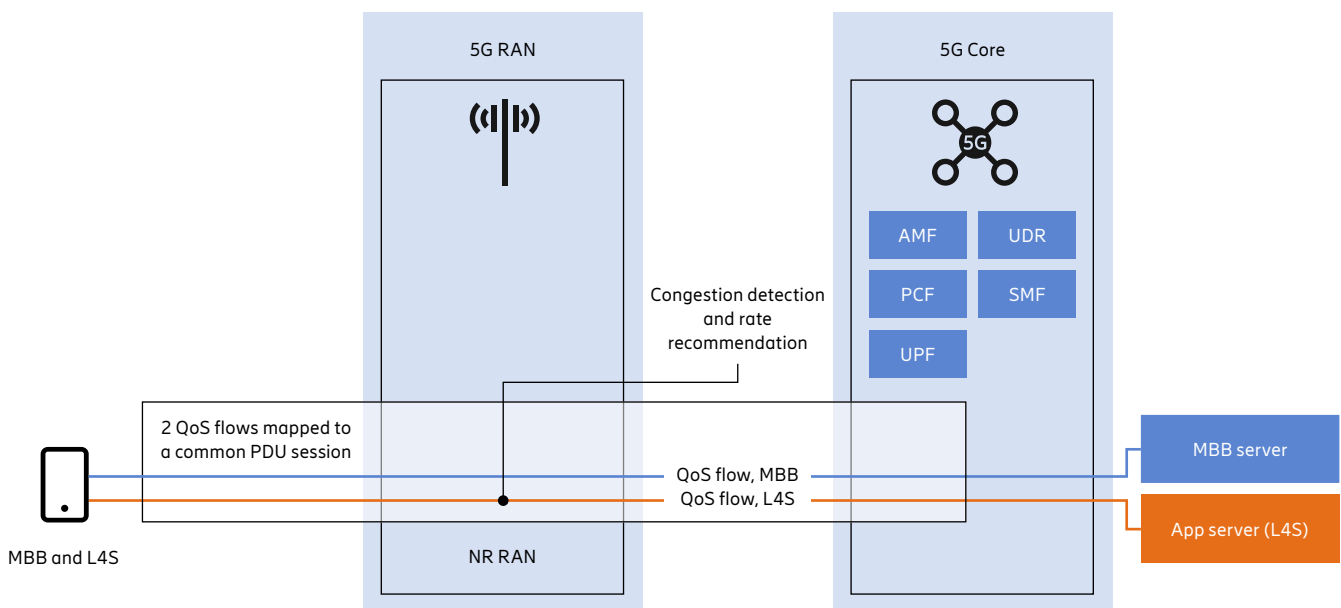 5G RAN
5G Core
5G
AMF
UDR
PCF
SMF
UPF
Congestion detection
and rate
recommendation
2 QoS flows mapped to
a common PDU session
QoS flow, MBB
QoS flow, L4S
MBB server
App server (L4S)
MBB and L4S
NR RAN